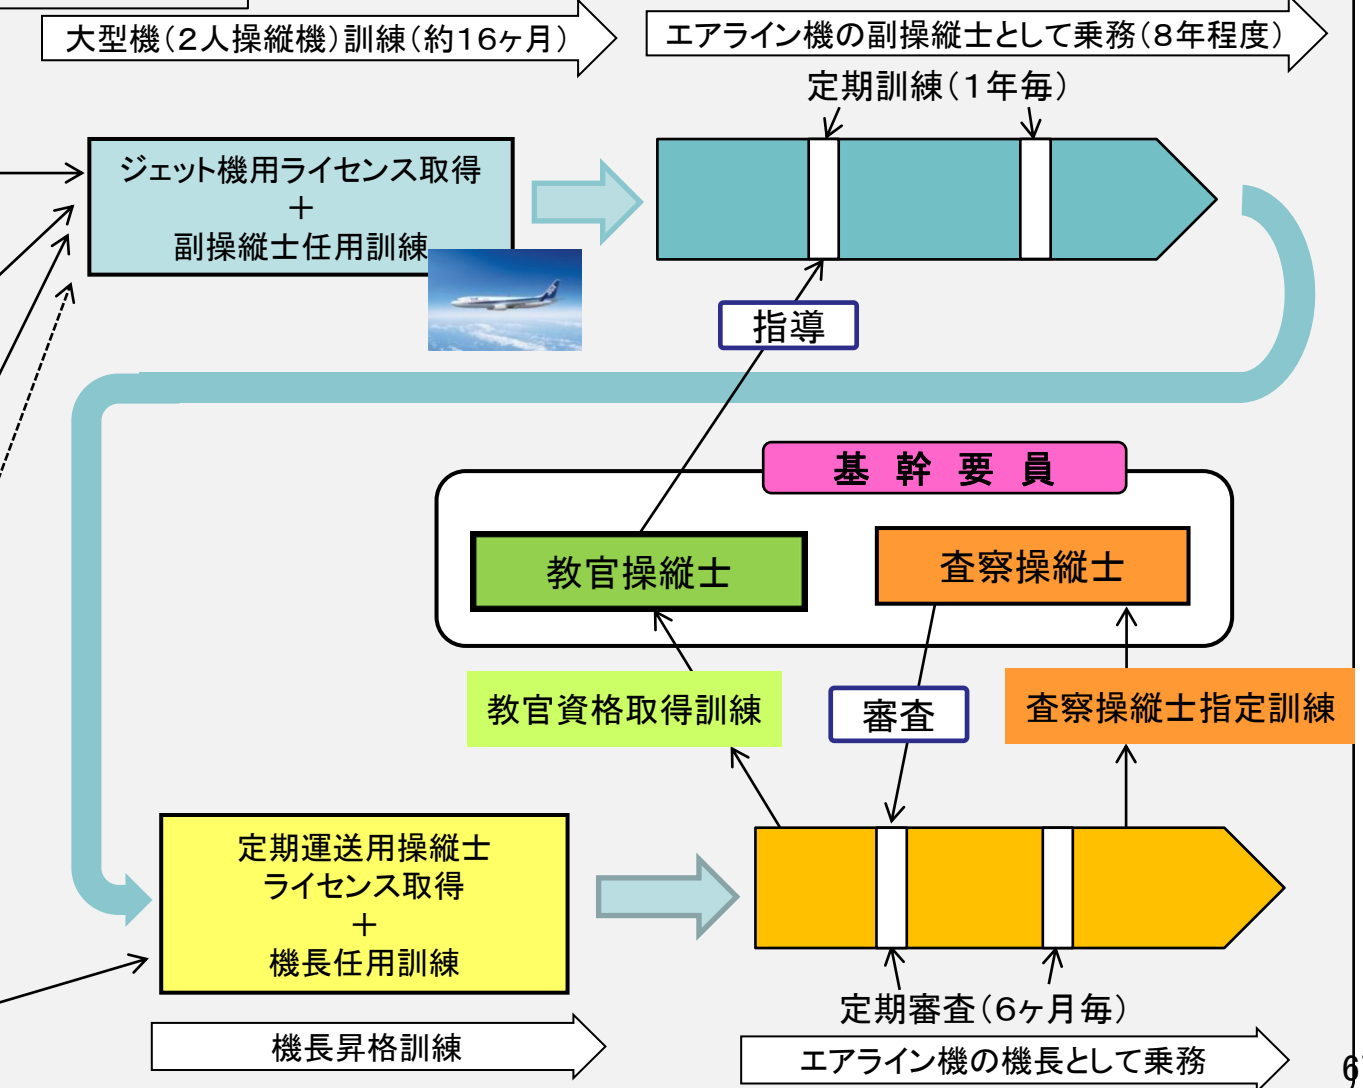 大型機（２人操縦機）訓練（約１６ヶ月）
エアライン機の副操縦士として乗務（８年程度）
定期訓練（１年毎）
ジェット機用ライセンス取得
＋
副操縦士任用訓練
指導
基幹要員
教官操縦士
査察操縦士
教官資格取得訓練
審査
査察操縦士指定訓練
定期運送用操縦士
ライセンス取得
＋
機長任用訓練
定期審査（６ヶ月毎）
機長昇格訓練
エアライン機の機長として乗務